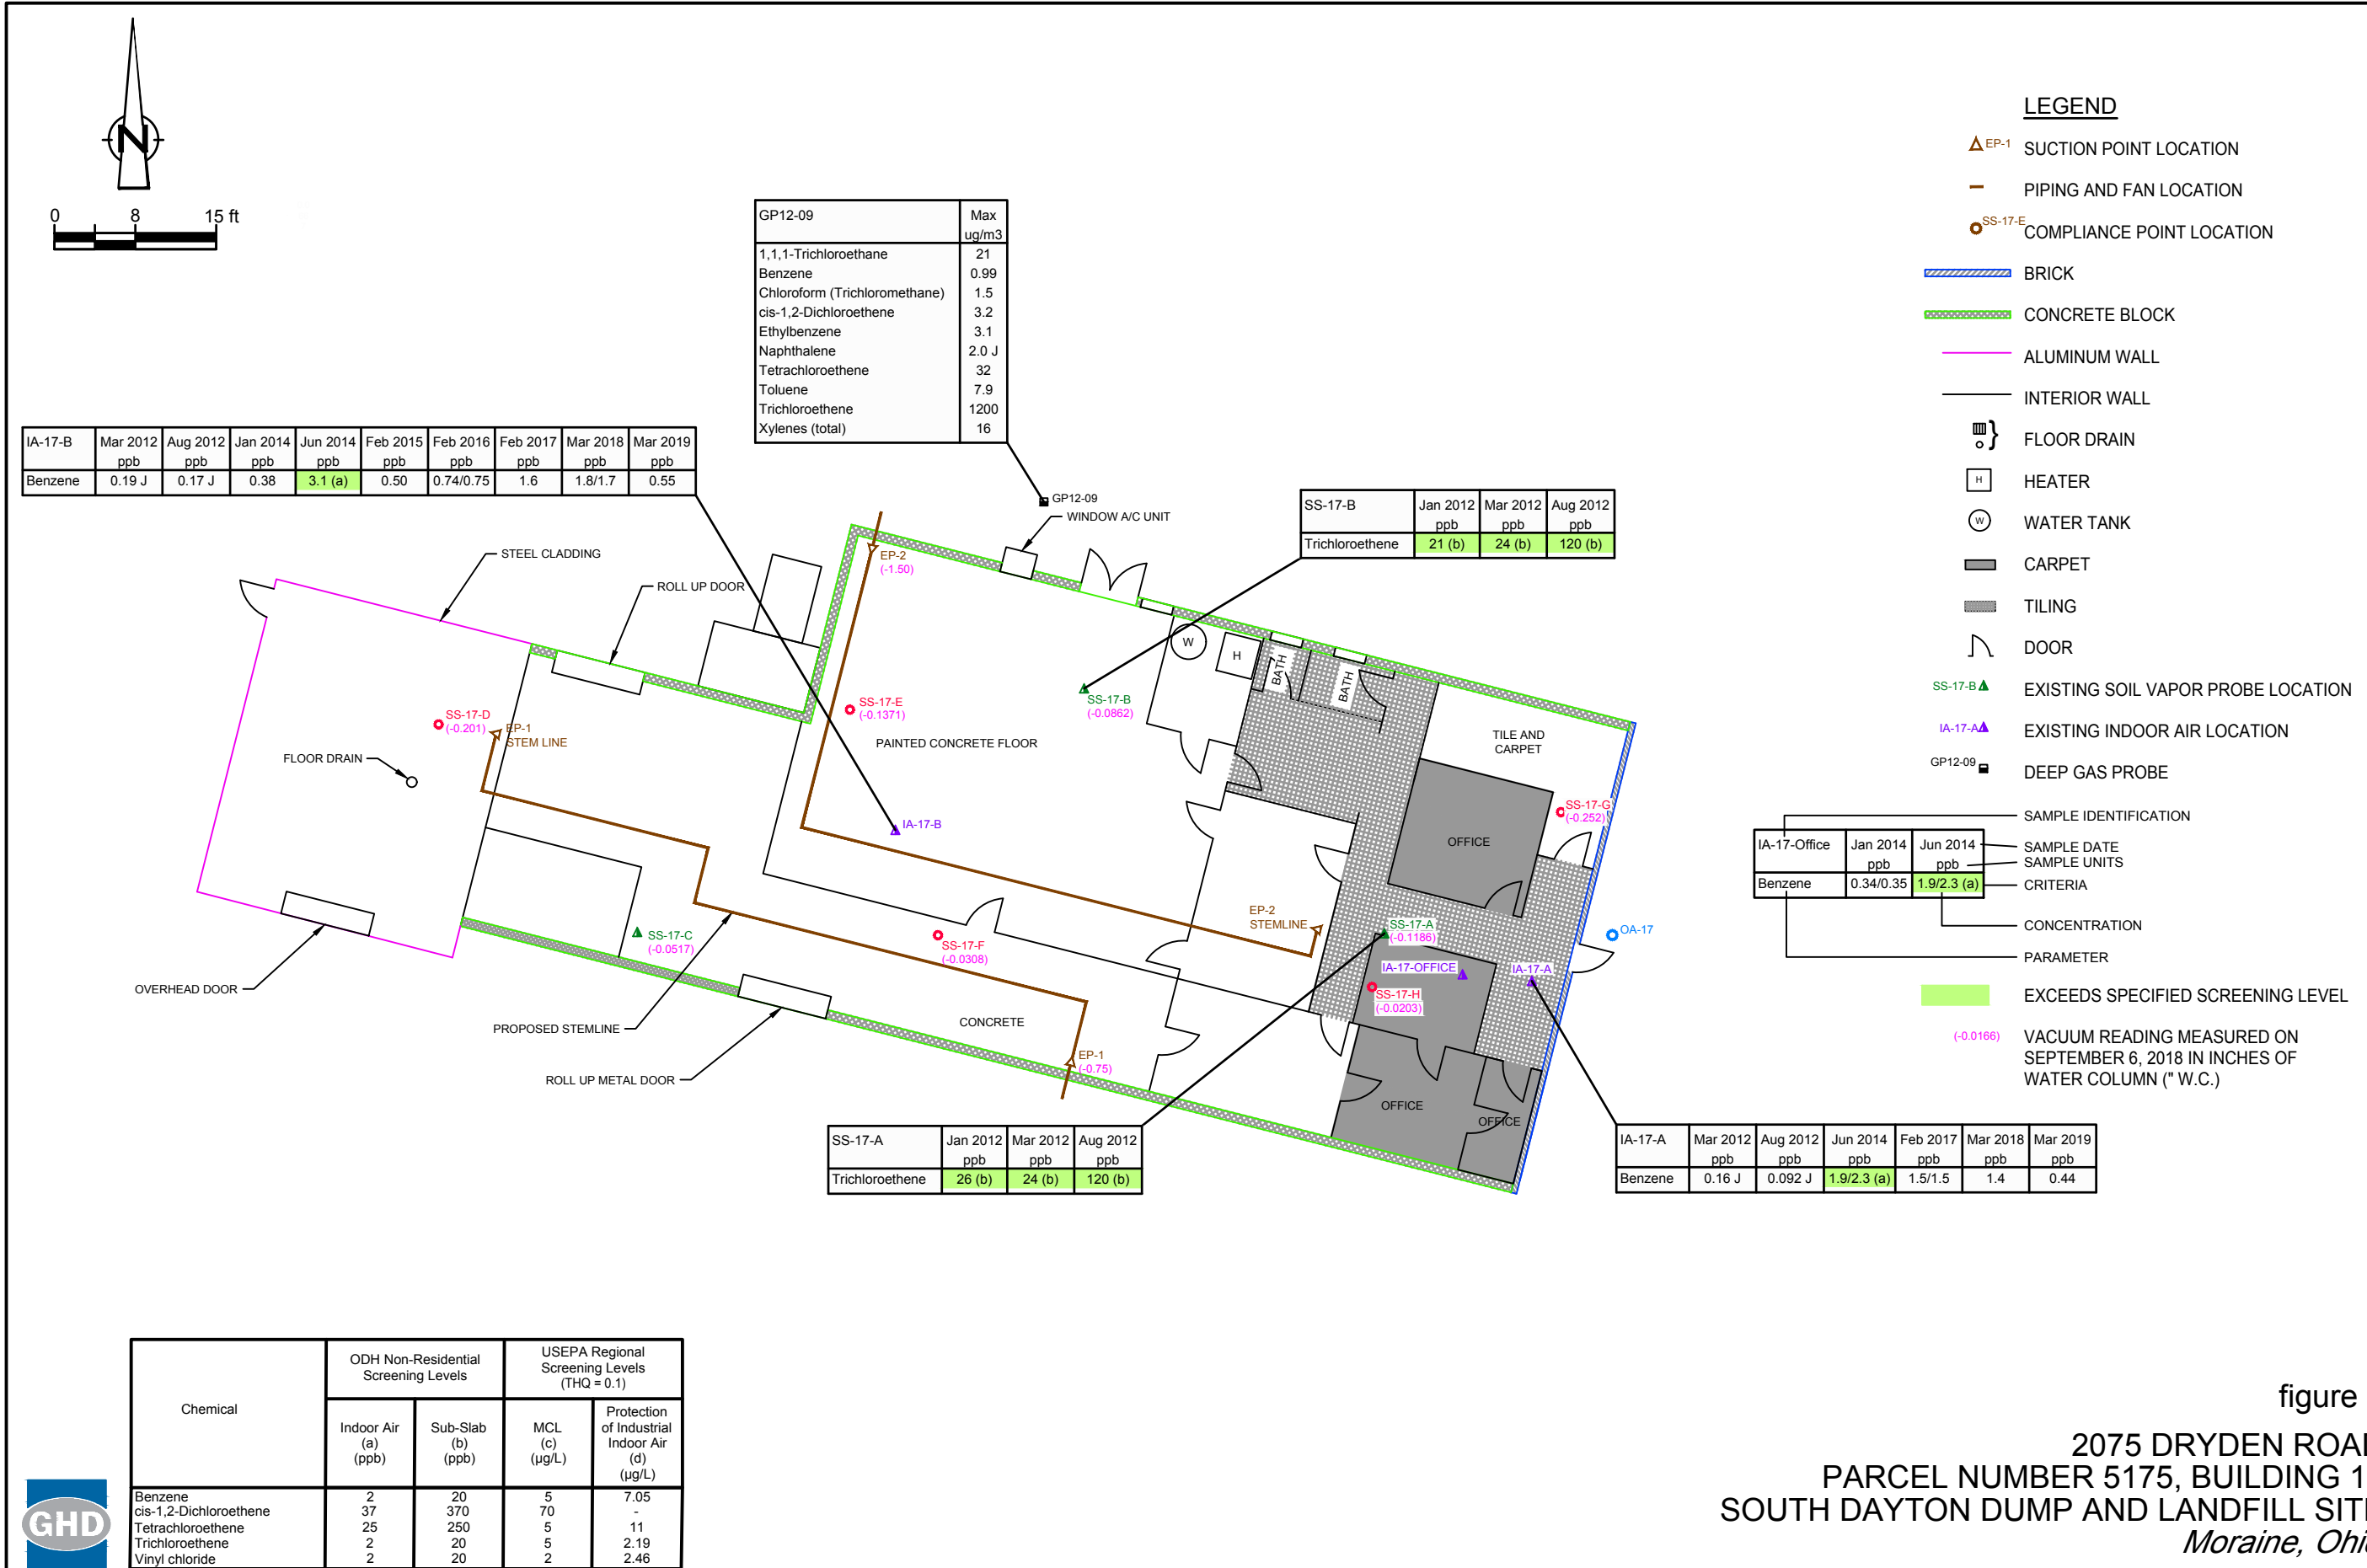 N
0 8 15 ft
GP12-09 Max
ug/m3
1,1,1-Trichloroethane 21
Benzene 0.99
Chloroform (Trichloromethane) 1.5
cis-1,2-Dichloroethene 3.2
Ethylbenzene 3.1
Naphthalene 2.0 J
Tetrachloroethene 32
Toluene 7.9
Trichloroethene 1200
Xylenes (total) 16
IA-17-B Mar 2012 Aug 2012 Jan 2014 Jun 2014 Feb 2015 Feb 2016 Feb 2017 Mar 2018 Mar 2019
ppb ppb ppb ppb ppb ppb ppb ppb ppb
Benzene 0.19 J 0.17 J 0.38 3.1 (a) 0.50 0.74/0.75 1.6 1.8/1.7 0.55
SS-17-B Jan 2012 Mar 2012 Aug 2012
ppb ppb ppb
Trichloroethene 21 (b) 24 (b) 120 (b)
GP12-09
WINDOW A/C UNIT
STEEL CLADDING
ROLL UP DOOR
EP-2
(-1.50)
W
H
BATH
BATH
SS-17-D
(-0.201)
EP-1
STEM LINE
SS-17-E
(-0.1371)
SS-17-B
(-0.0862)
PAINTED CONCRETE FLOOR
TILE AND
CARPET
FLOOR DRAIN
IA-17-B
SS-17-G
(-0.252)
OFFICE
EP-2
STEMLINE
SS-17-A
(-0.1186)
OA-17
SS-17-C
(-0.0517)
SS-17-F
(-0.0308)
IA-17-OFFICE
IA-17-A
SS-17-H
(-0.0203)
OVERHEAD DOOR
PROPOSED STEMLINE
CONCRETE
EP-1
(-0.75)
ROLL UP METAL DOOR
OFFICE
OFFICE
SS-17-A Jan 2012 Mar 2012 Aug 2012
ppb ppb ppb
Trichloroethene 26 (b) 24 (b) 120 (b)
IA-17-A Mar 2012 Aug 2012 Jun 2014 Feb 2017 Mar 2018 Mar 2019
ppb ppb ppb ppb ppb ppb
Benzene 0.16 J 0.092 J 1.9/2.3 (a) 1.5/1.5 1.4 0.44
LEGEND
EP-1 SUCTION POINT LOCATION
PIPING AND FAN LOCATION
SS-17-E COMPLIANCE POINT LOCATION
BRICK
CONCRETE BLOCK
ALUMINUM WALL
INTERIOR WALL
FLOOR DRAIN
H HEATER
W WATER TANK
CARPET
TILING
DOOR
SS-17-B EXISTING SOIL VAPOR PROBE LOCATION
IA-17-A EXISTING INDOOR AIR LOCATION
GP12-09 DEEP GAS PROBE
SAMPLE IDENTIFICATION
IA-17-Office Jan 2014 Jun 2014 SAMPLE DATE
ppb ppb SAMPLE UNITS
Benzene 0.34/0.35 1.9/2.3 (a) CRITERIA
CONCENTRATION
PARAMETER
EXCEEDS SPECIFIED SCREENING LEVEL
(-0.0166) VACUUM READING MEASURED ON
SEPTEMBER 6, 2018 IN INCHES OF
WATER COLUMN (" W.C.)
Chemical
ODH Non-Residential
Screening Levels
USEPA Regional
Screening Levels
(THQ = 0.1)
Indoor Air
(a)
(ppb)
Sub-Slab
(b)
(ppb)
MCL
(c)
(µg/L)
Protection
of Industrial
Indoor Air
(d)
(µg/L)
Benzene 2 20 5 7.05
cis-1,2-Dichloroethene 37 370 70 -
Tetrachloroethene 25 250 5 11
Trichloroethene 2 20 5 2.19
Vinyl chloride 2 20 2 2.46
GHD
figure
2075 DRYDEN ROAD
PARCEL NUMBER 5175, BUILDING 1
SOUTH DAYTON DUMP AND LANDFILL SITE
Moraine, Ohio